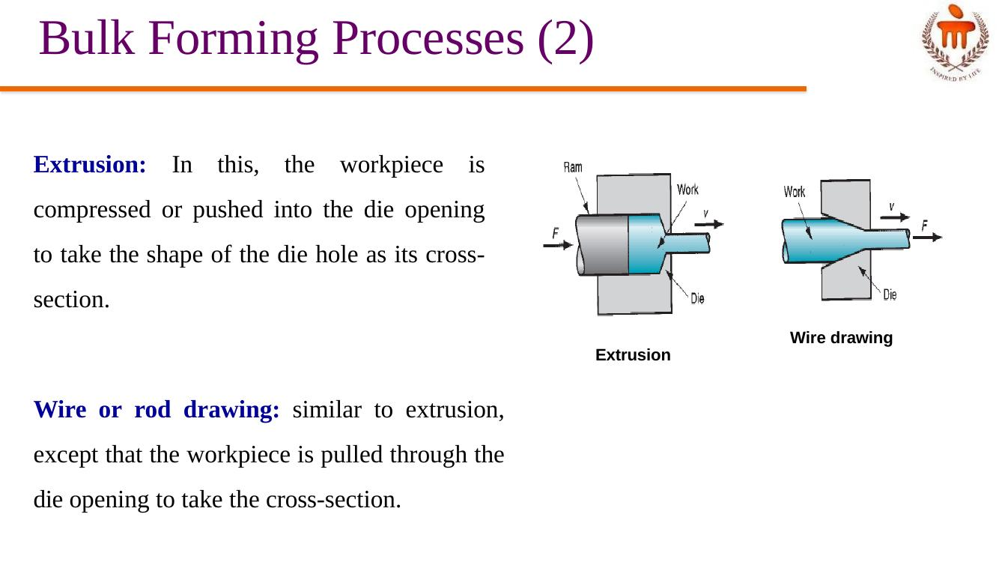 Bulk Forming Processes (2)
INSPIRED BY LIFE
Extrusion: In this, the workpiece is
compressed or pushed into the die opening
to take the shape of the die hole as its cross-
section.
Ram
Work
v
F
Die
Extrusion
Work
v
F
Die
Wire drawing
Wire or rod drawing: similar to extrusion,
except that the workpiece is pulled through the
die opening to take the cross-section.